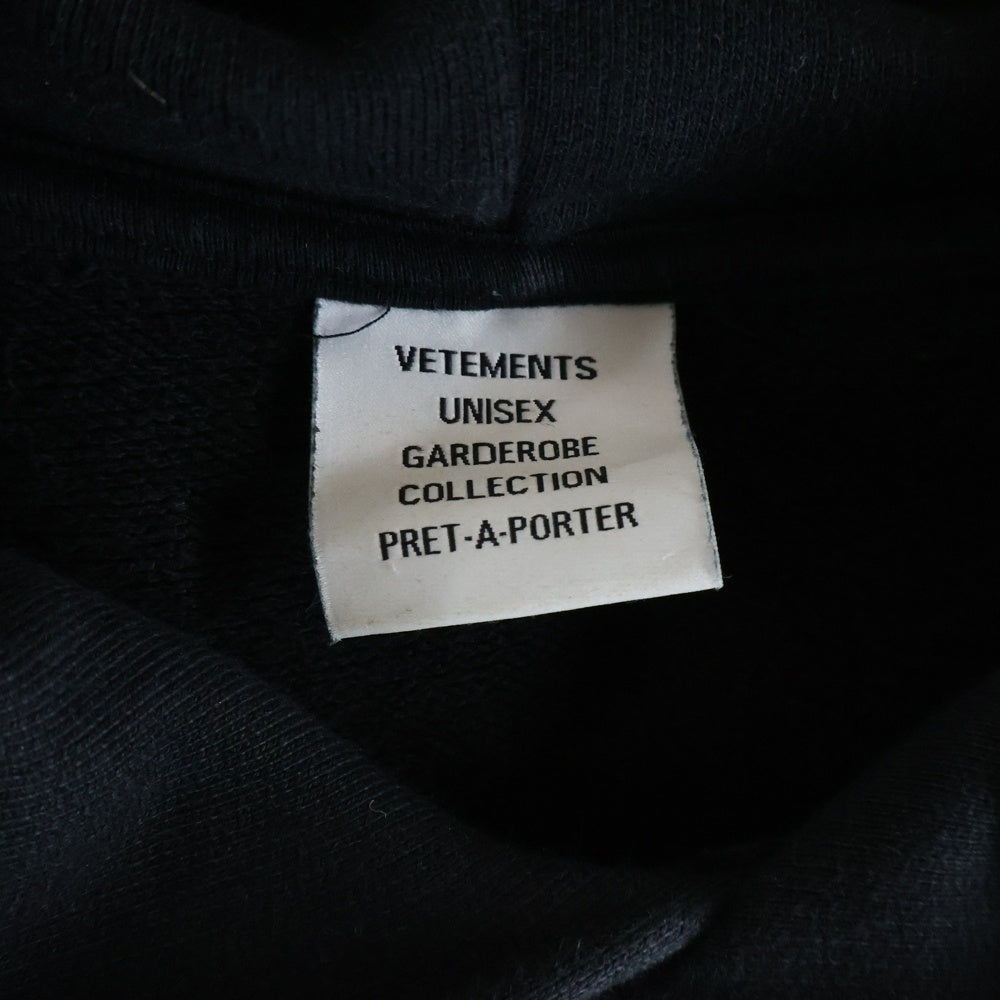 VETEMENTS
UNISEX
GARDEROBE
COLLECTION
PRET-A-PORTER